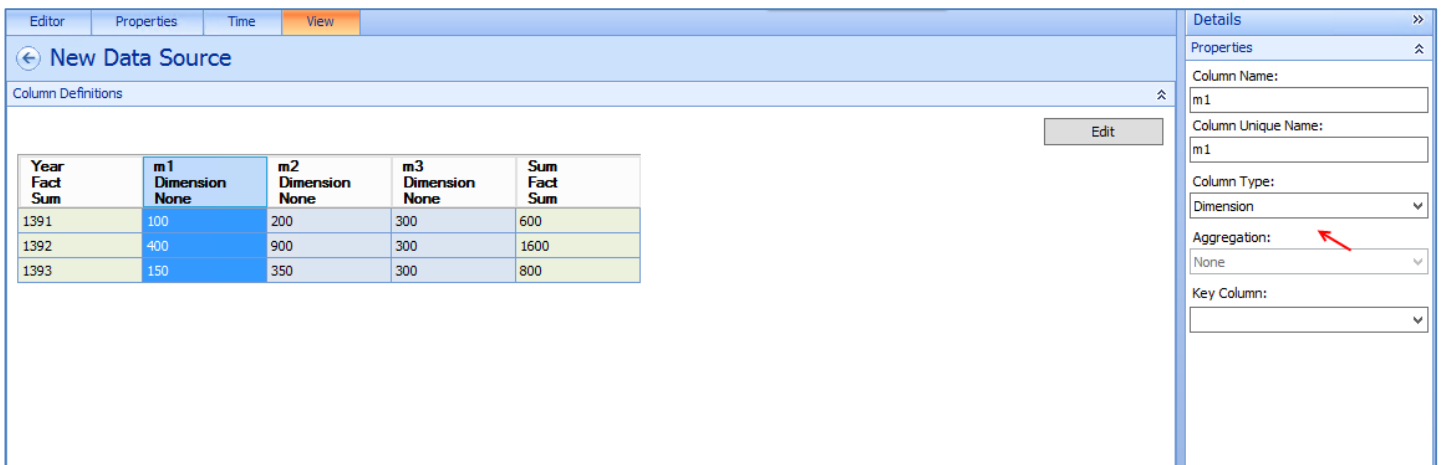 Editor Properties Time View
New Data Source
Column Definitions
Edit
Year m1 m2 m3 Sum
Fact Dimension Dimension Dimension Fact
Sum None None None Sum
1391 100 200 300 600
1392 400 900 300 1600
1393 150 350 300 800
Details
Properties
Column Name:
m1
Column Unique Name:
m1
Column Type:
Dimension
Aggregation:
None
Key Column: